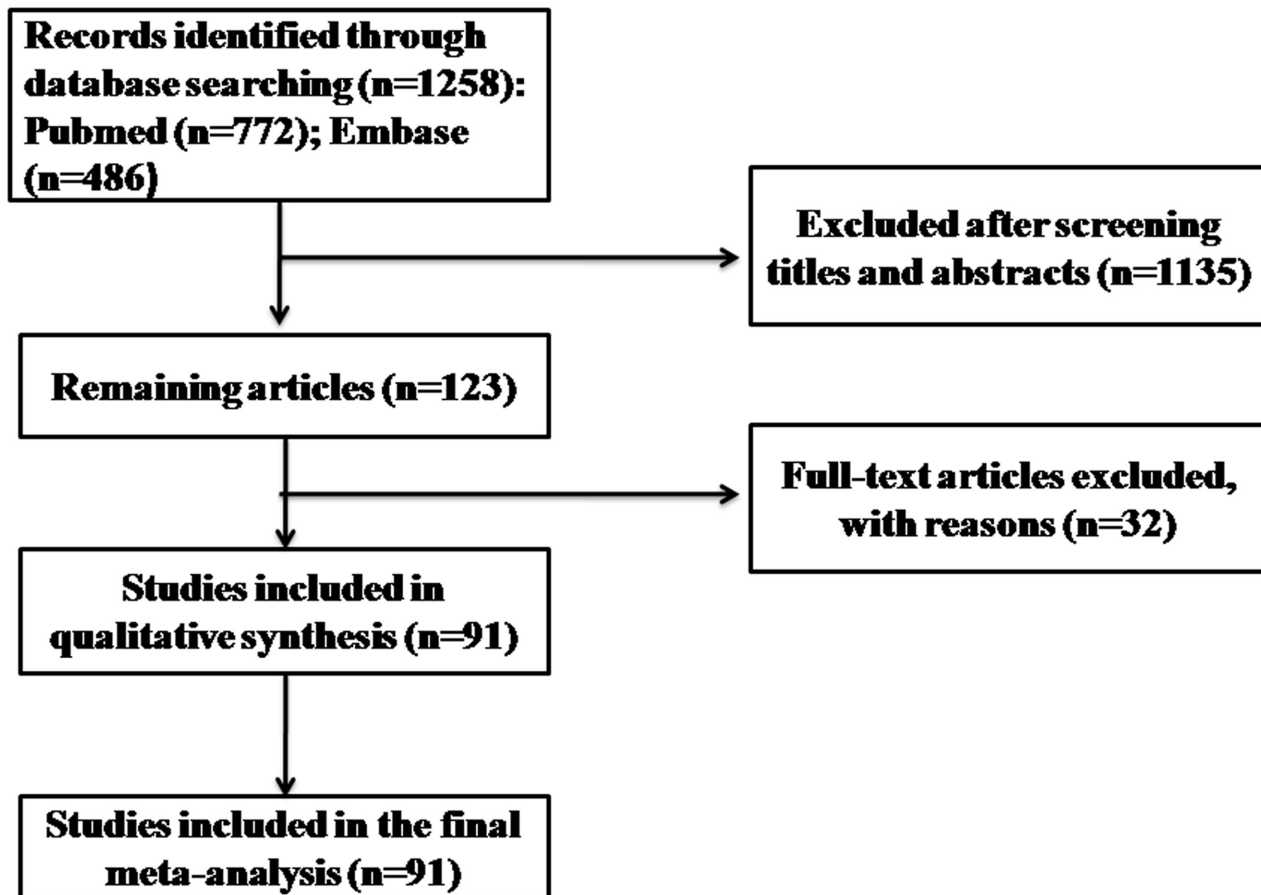 Records identified through
database searching (n=1258):
Pubmed (n=772); Embase
(n=486)
Excluded after screening
titles and abstracts (n=1135)
Remaining articles (n=123)
Full-text articles excluded,
with reasons (n=32)
Studies included in
qualitative synthesis (n=91)
Studies included in the final
meta-analysis (n=91)